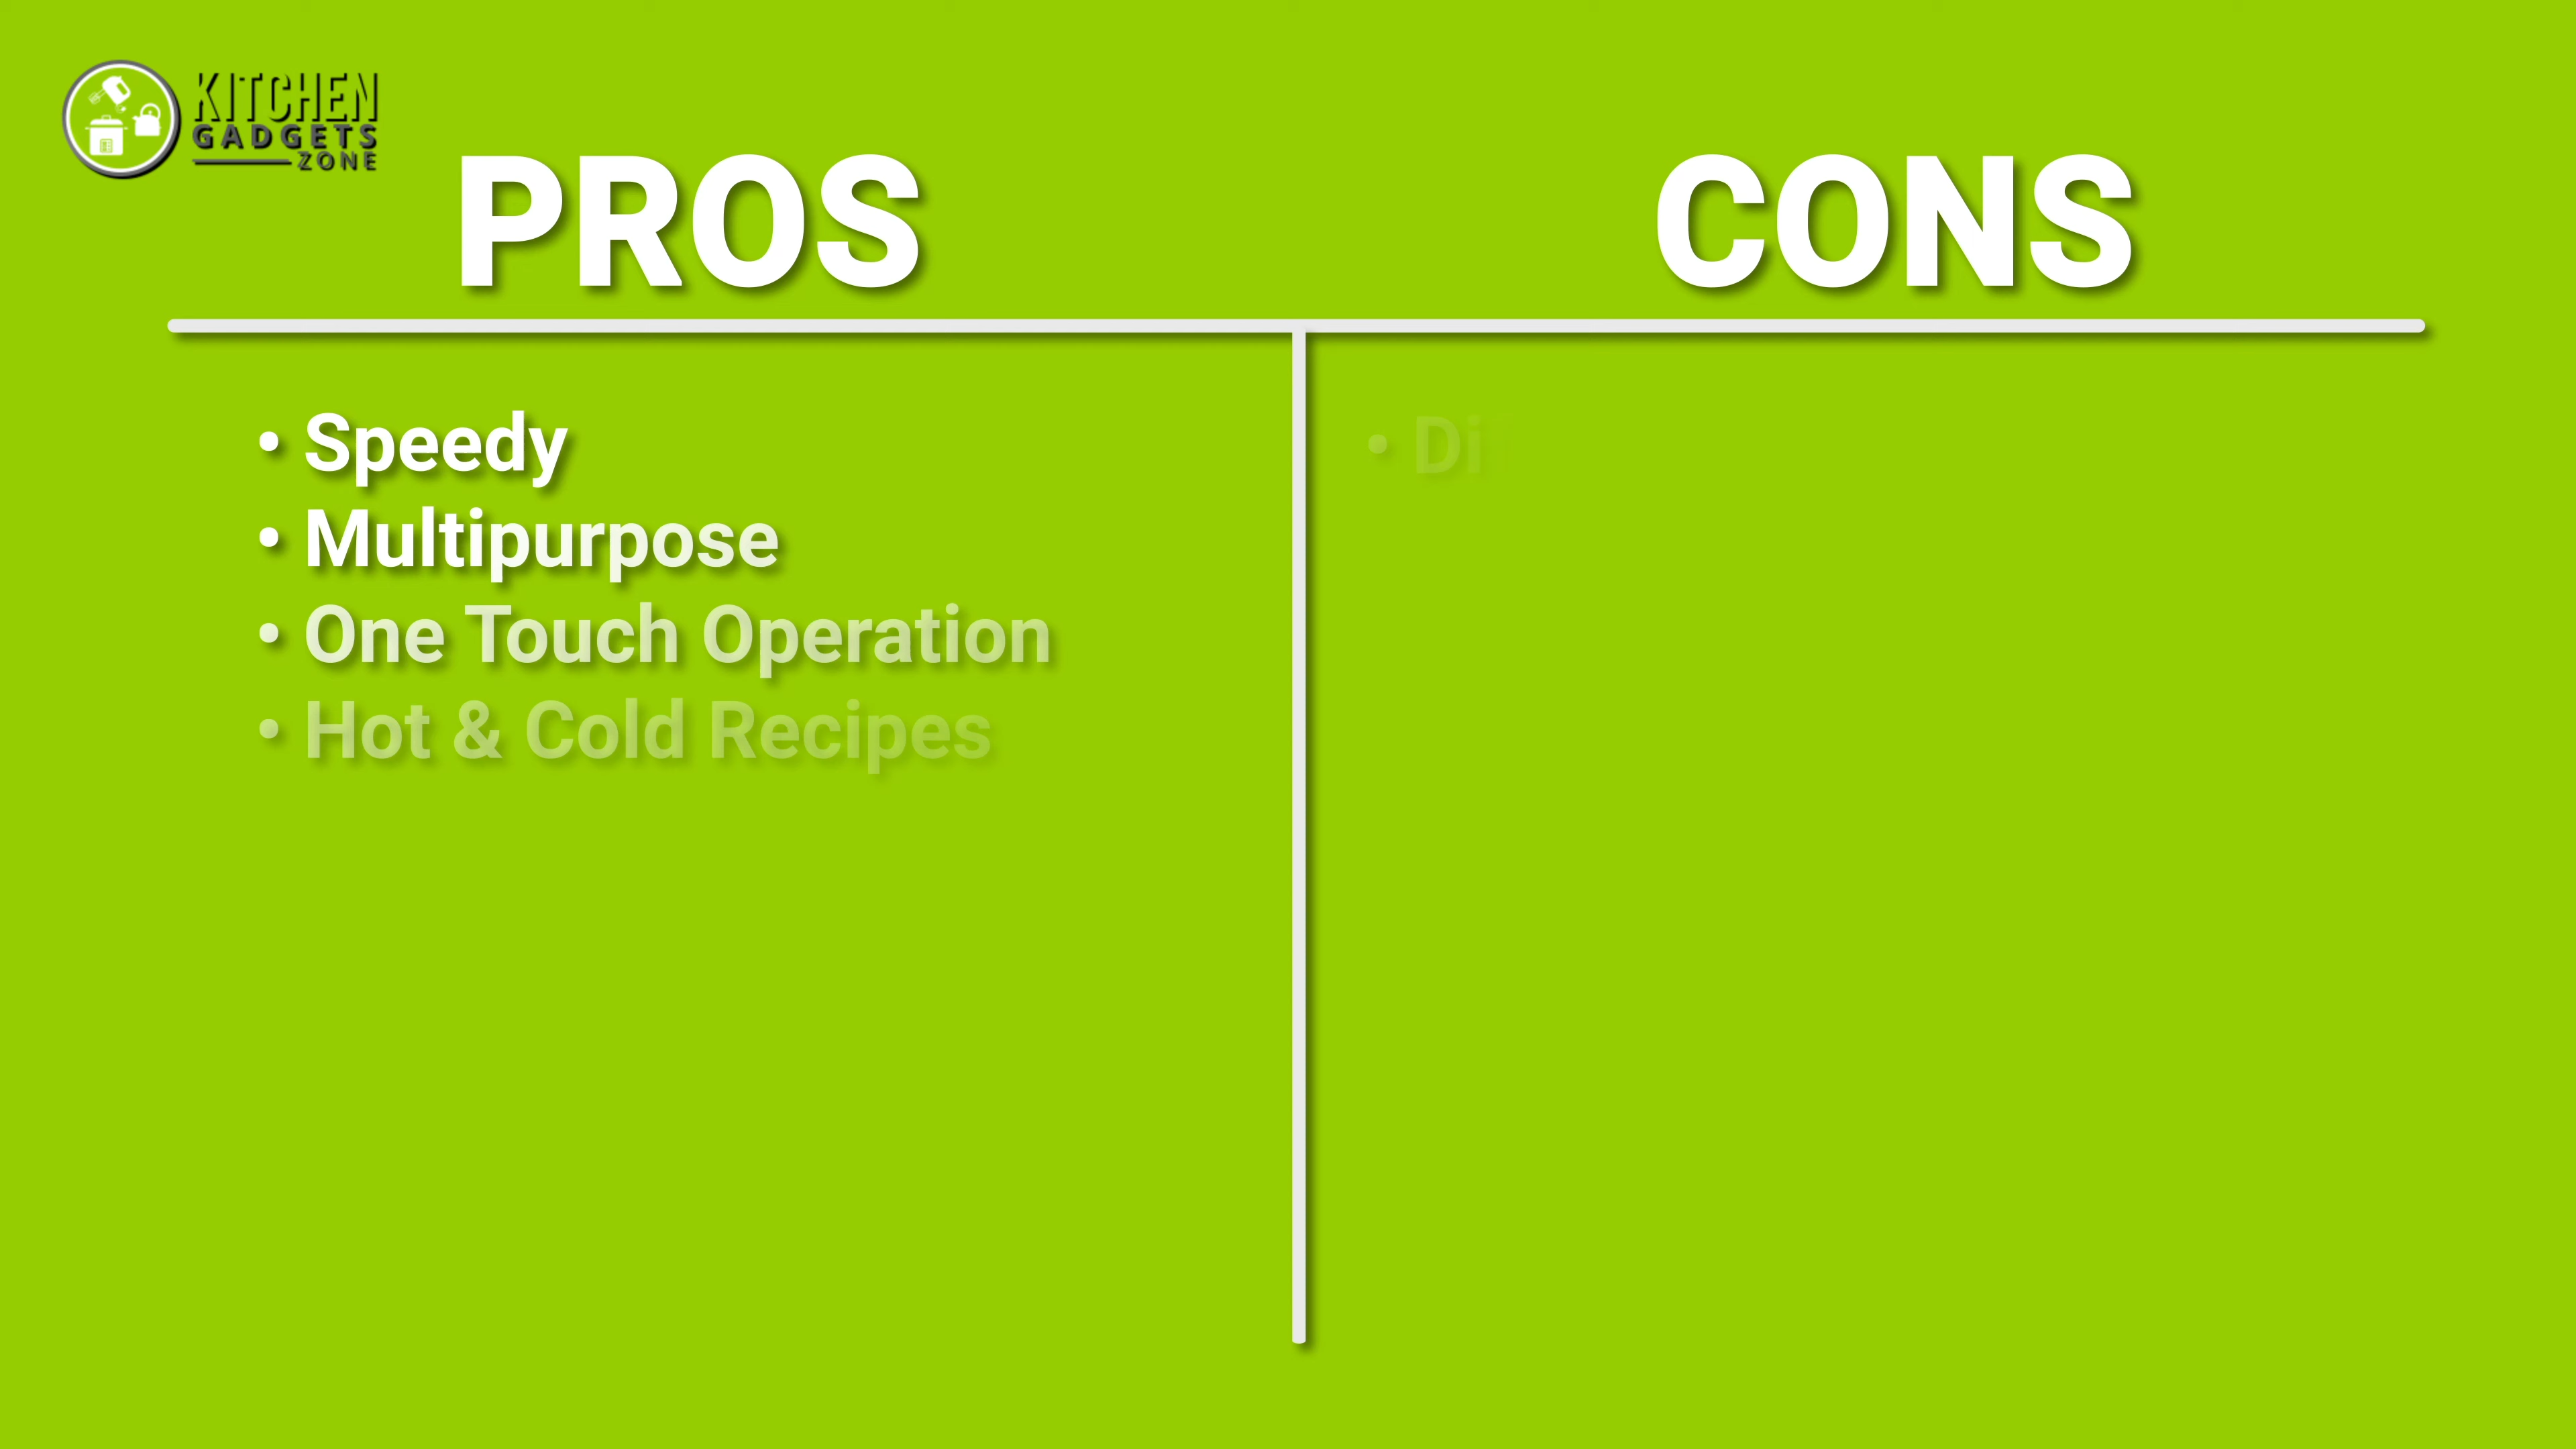 KITCHEN
GADGETS
ZONE
PROS
CONS
• Speedy
• Multipurpose
• One Touch Operation
• Hot & Cold Recipes